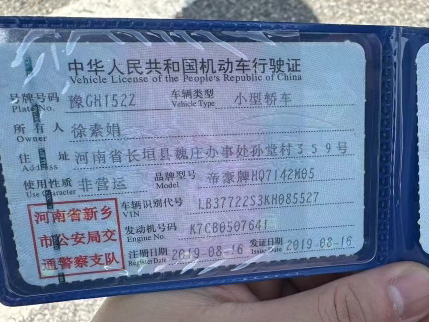 中华人民共和国机动车行驶证
Vehicle License of the People's Republic of China
号牌号码 豫GH1522 车辆类型 小型轿车
Plate No. Vehicle Type
所有人 徐素娟
Owner
住址 河南省长垣县魏庄办事处孙堂村359号
Address
使用性质 非营运 品牌型号 帝豪牌HQ7142M05
Use Character Model
车辆识别代号 LB37722S3KH085527
VIN
河南省新乡 发动机号码 K7CB0507641
市公安局交 Engine No.
通警察支队 注册日期 2019-08-16 发证日期 2019-08-16
Register Date Issue Date